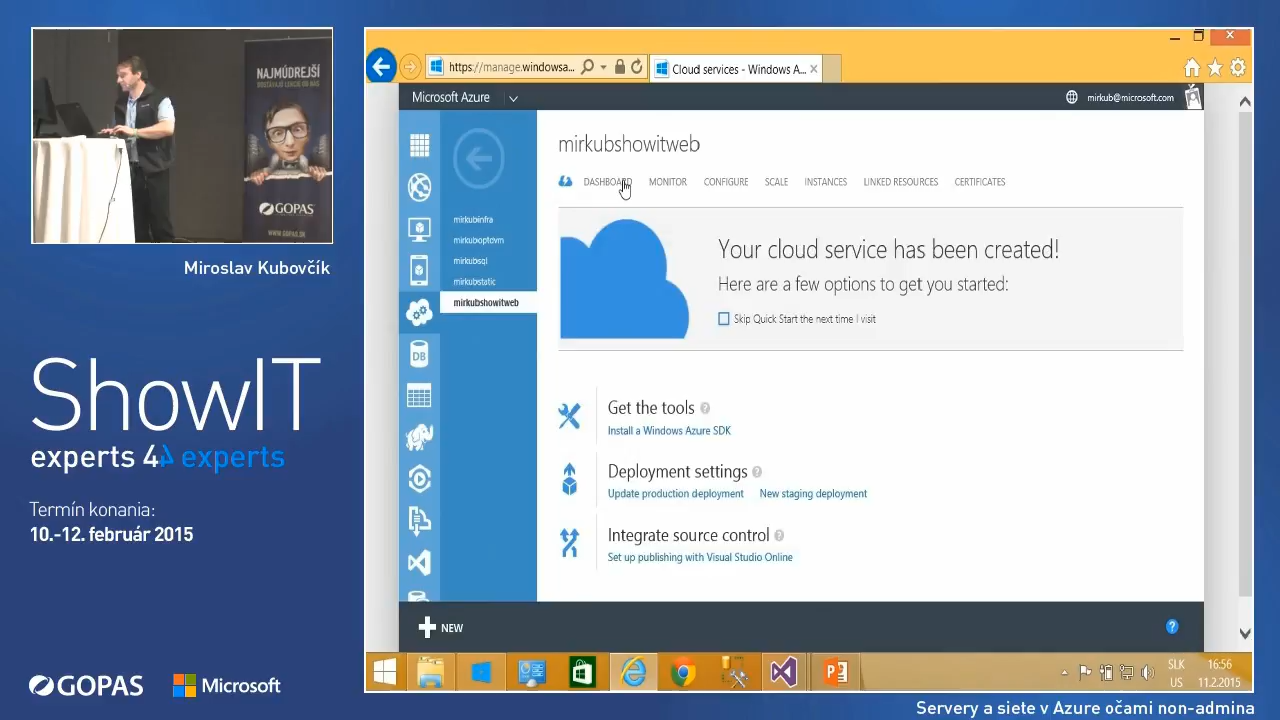 NAJMÚDREJŠÍ
GOPAS
WWW.GOPAS.SK
Miroslav Kubovčík
ShowIT
experts 4 experts
Termín konania:
10.-12. február 2015
GOPAS
Microsoft
https://manage.windowsa...
Cloud services - Windows A...
Microsoft Azure
mirkub@microsoft.com
mirkubinfra
mirkuboptdvm
mirkubsql
mirkubstatic
mirkubshowitweb
mirkubshowitweb
DASHBOARD MONITOR CONFIGURE SCALE INSTANCES LINKED RESOURCES CERTIFICATES
Your cloud service has been created!
Here are a few options to get you started:
Skip Quick Start the next time I visit
Get the tools ?
Install a Windows Azure SDK
Deployment settings ?
Update production deployment New staging deployment
Integrate source control ?
Set up publishing with Visual Studio Online
DB
NEW
?
SLK
US
16:56
11.2.2015
Servery a siete v Azure očami non-admina